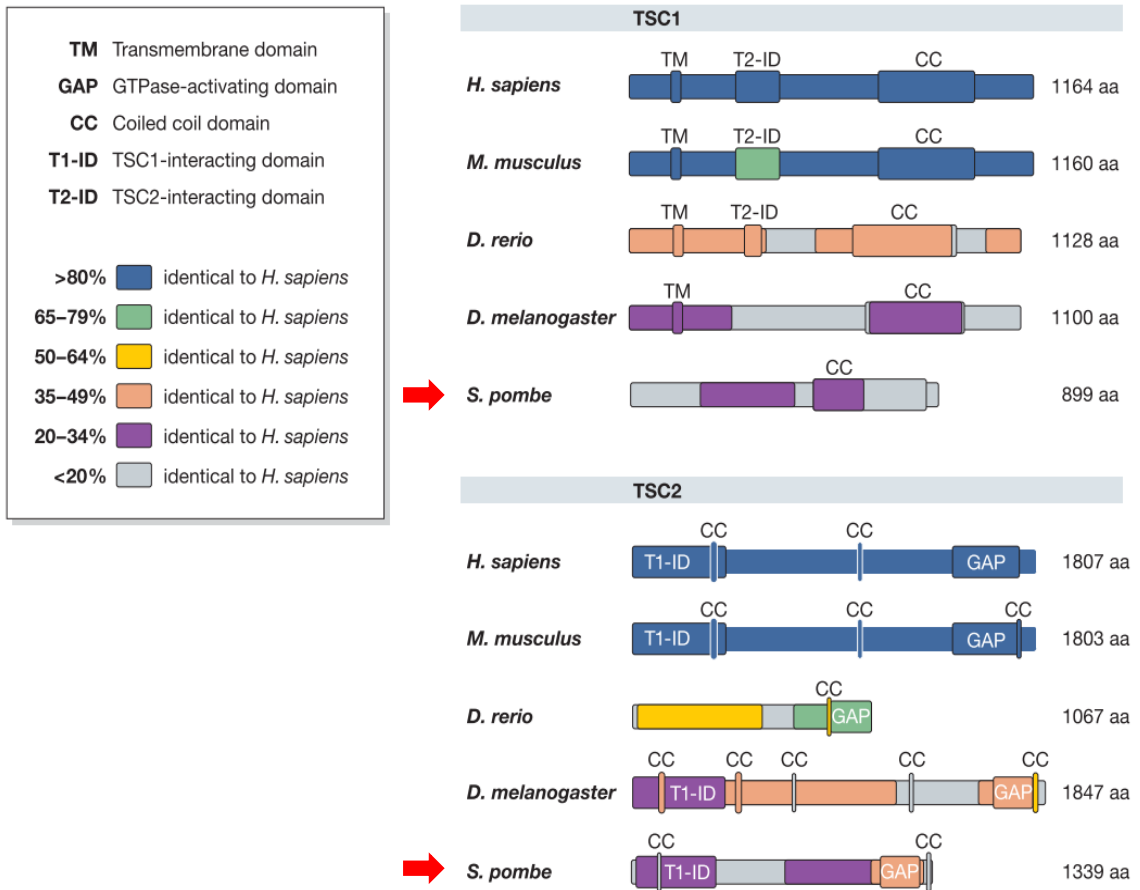 TM Transmembrane domain
GAP GTPase-activating domain
CC Coiled coil domain
T1-ID TSC1-interacting domain
T2-ID TSC2-interacting domain
>80% identical to H. sapiens
65–79% identical to H. sapiens
50–64% identical to H. sapiens
35–49% identical to H. sapiens
20–34% identical to H. sapiens
<20% identical to H. sapiens
TSC1
TM T2-ID CC
H. sapiens 1164 aa
TM T2-ID CC
M. musculus 1160 aa
TM T2-ID CC
D. rerio 1128 aa
TM CC
D. melanogaster 1100 aa
CC
S. pombe 899 aa
TSC2
CC CC
H. sapiens T1-ID GAP 1807 aa
CC CC CC
M. musculus T1-ID GAP 1803 aa
CC
D. rerio GAP 1067 aa
CC CC CC CC CC
D. melanogaster T1-ID GAP 1847 aa
CC CC
S. pombe T1-ID GAP 1339 aa